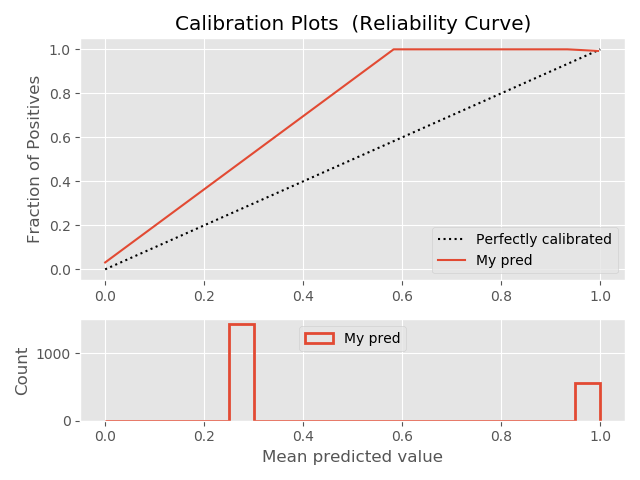 Calibration Plots  (Reliability Curve)
1.0
0.8
0.6
0.4
0.2
0.0
Fraction of Positives
Perfectly calibrated
My pred
0.0 0.2 0.4 0.6 0.8 1.0
1000
0
Count
My pred
0.0 0.2 0.4 0.6 0.8 1.0
Mean predicted value